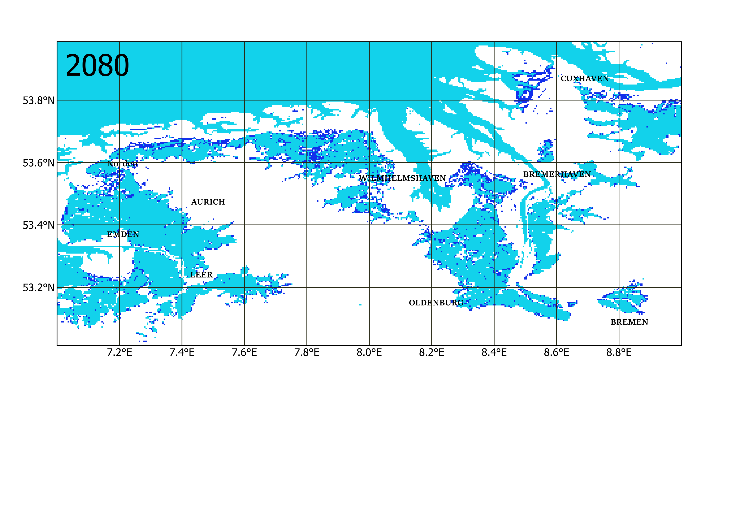 2080
CUXHAVEN
53.8°N
53.6°N
WILMHELLMSHAVEN
BREMERHAVEN
AURICH
53.4°N
EMDEN
LEER
53.2°N
OLDENBURG
BREMEN
7.2°E 7.4°E 7.6°E 7.8°E 8.0°E 8.2°E 8.4°E 8.6°E 8.8°E